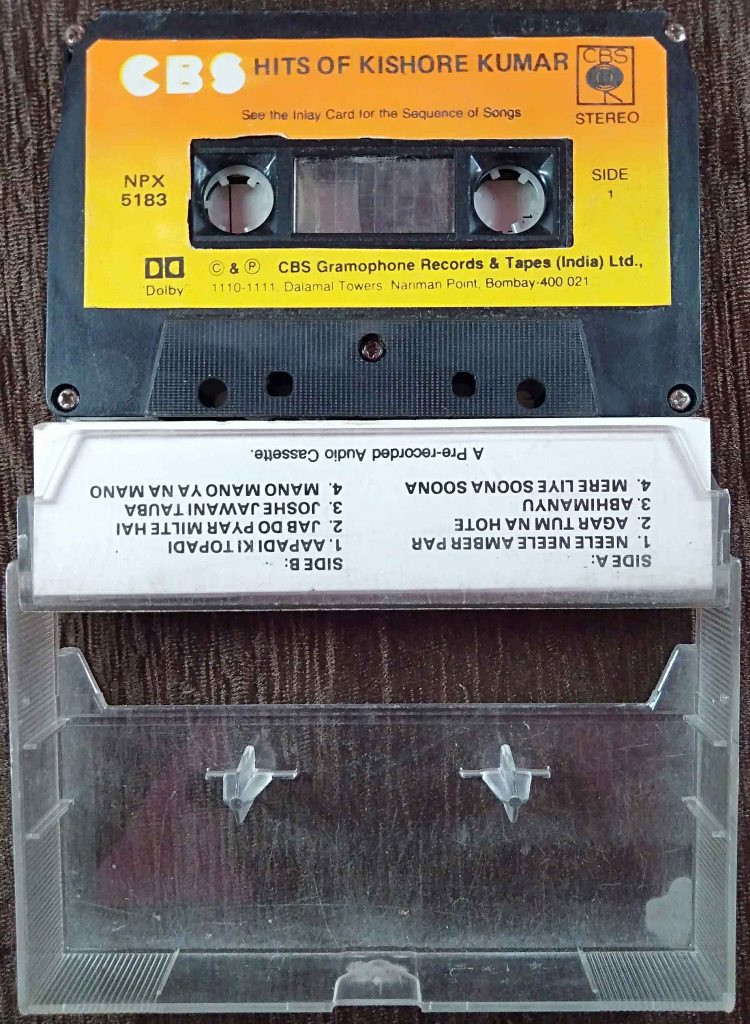 CBS HITS OF KISHORE KUMAR CBS
See the Inlay Card for the Sequence of Songs
STEREO
NPX
5183
SIDE
1
"Dolby"
© & ℗ CBS Gramophone Records & Tapes (India) Ltd.,
1110-1111, Dalamal Towers, Nariman Point, Bombay-400 021
SIDE A:
1. NEELE NEELE AMBER PAR
2. AGAR TUM NA HOTE
3. ABHIMANYU
4. MERE LIYE SOONA SOONA
SIDE B:
1. AAPADI KI TOPADI
2. JAB DO PYAR MILTE HAI
3. JOSHE JAWANI TAUBA
4. MANO MANO YA NA MANO
A Pre-recorded Audio Cassette.